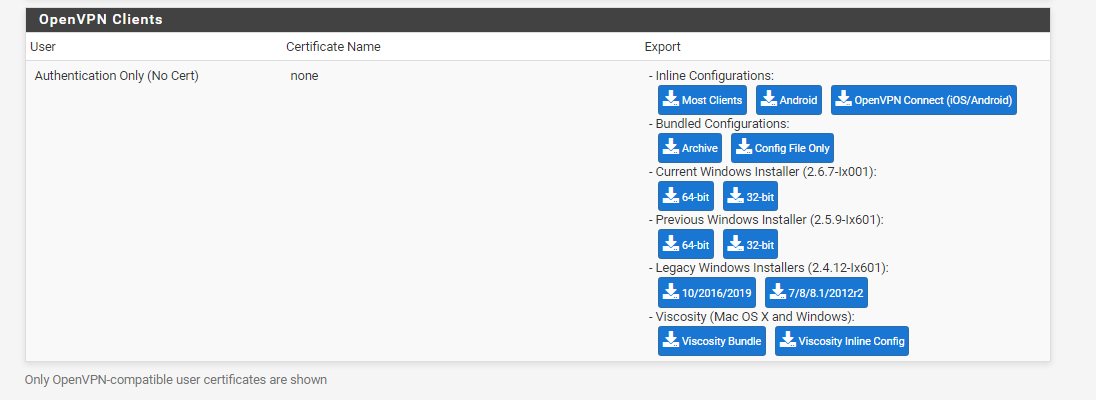 OpenVPN Clients
User Certificate Name Export
Authentication Only (No Cert) none - Inline Configurations:
Most Clients Android OpenVPN Connect (iOS/Android)
- Bundled Configurations:
Archive Config File Only
- Current Windows Installer (2.6.7-Ix001):
64-bit 32-bit
- Previous Windows Installer (2.5.9-Ix601):
64-bit 32-bit
- Legacy Windows Installers (2.4.12-Ix601):
10/2016/2019 7/8/8.1/2012r2
- Viscosity (Mac OS X and Windows):
Viscosity Bundle Viscosity Inline Config
Only OpenVPN-compatible user certificates are shown